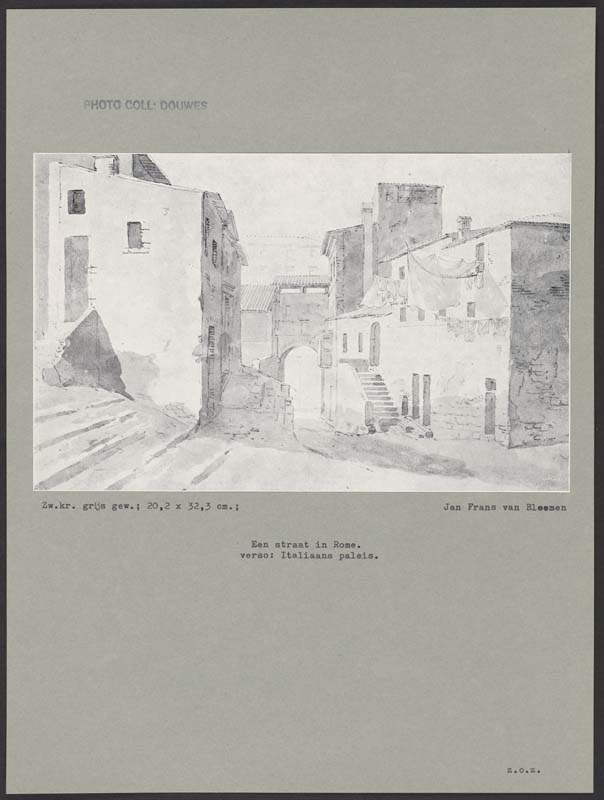 PHOTO COLL: DOUWES
Zw.kr. grijs gew.; 20,2 x 32,3 cm.;
Jan Frans van Bloemen
Een straat in Rome.
verso: Italiaans paleis.
z.o.z.